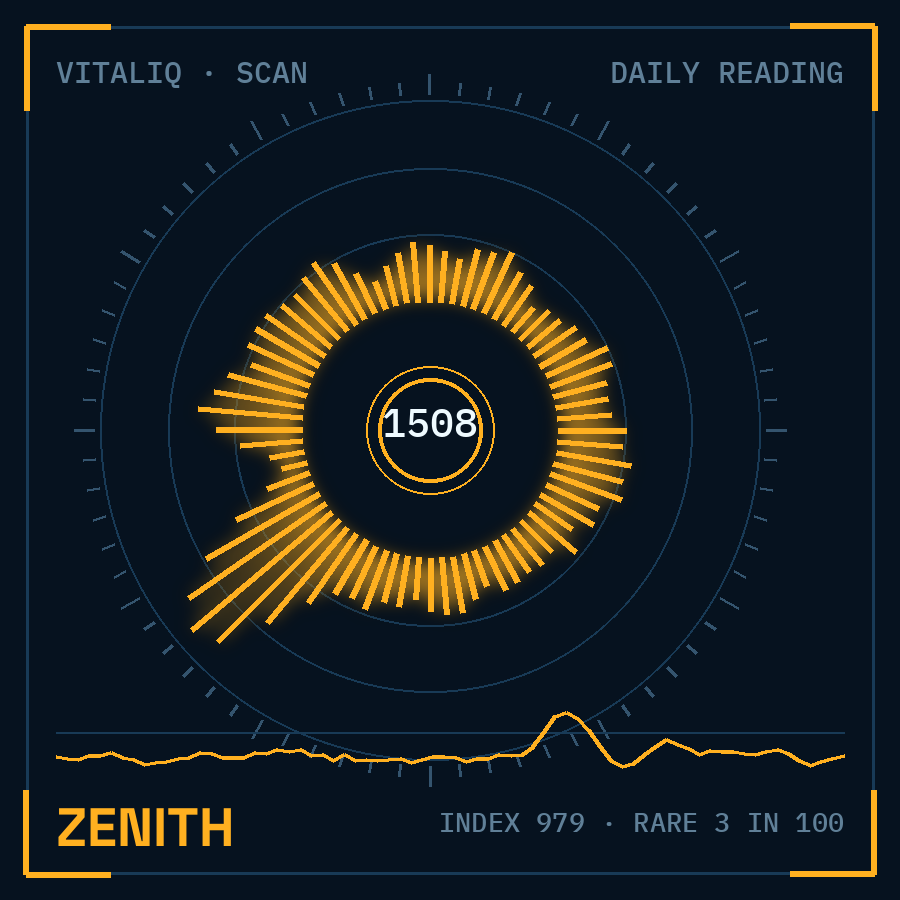 VITALIQ · SCAN
DAILY READING
1508
ZENITH
INDEX 979 · RARE 3 IN 100